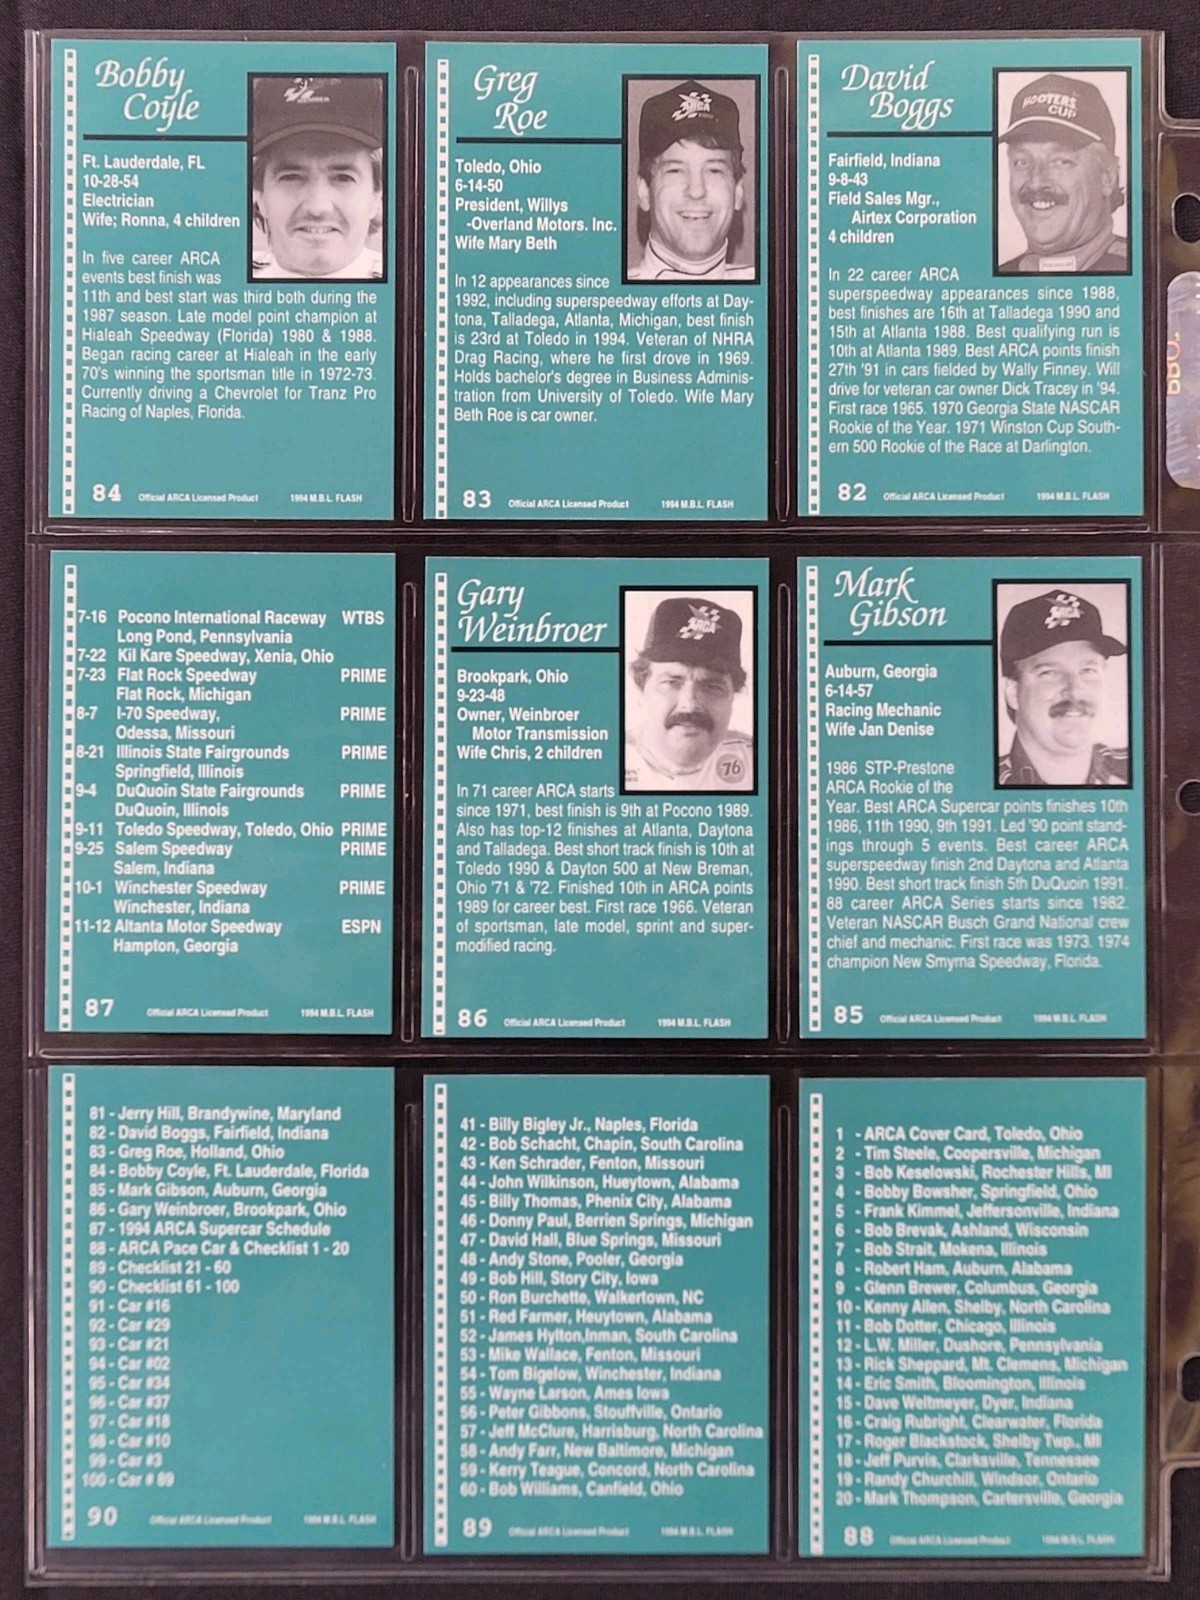 Bobby
Coyle
Ft. Lauderdale, FL
10-28-54
Electrician
Wife; Ronna, 4 children
In five career ARCA
events best finish was
11th and best start was third both during the
1987 season. Late model point champion at
Hialeah Speedway (Florida) 1980 & 1988.
Began racing career at Hialeah in the early
70's winning the sportsman title in 1972-73.
Currently driving a Chevrolet for Tranz Pro
Racing of Naples, Florida.
84 Official ARCA Licensed Product 1994 M.B.L. FLASH
Greg
Roe
ARCA
Toledo, Ohio
6-14-50
President, Willys
-Overland Motors. Inc.
Wife Mary Beth
In 12 appearances since
1992, including superspeedway efforts at Day-
tona, Talladega, Atlanta, Michigan, best finish
is 23rd at Toledo in 1994. Veteran of NHRA
Drag Racing, where he first drove in 1969.
Holds bachelor's degree in Business Adminis-
tration from University of Toledo. Wife Mary
Beth Roe is car owner.
83 Official ARCA Licensed Product 1994 M.B.L. FLASH
David
Boggs
HOOTERS
CUP
Fairfield, Indiana
9-8-43
Field Sales Mgr.,
Airtex Corporation
4 children
In 22 career ARCA
superspeedway appearances since 1988,
best finishes are 16th at Talladega 1990 and
15th at Atlanta 1988. Best qualifying run is
10th at Atlanta 1989. Best ARCA points finish
27th '91 in cars fielded by Wally Finney. Will
drive for veteran car owner Dick Tracey in '94.
First race 1965. 1970 Georgia State NASCAR
Rookie of the Year. 1971 Winston Cup South-
ern 500 Rookie of the Race at Darlington.
82 Official ARCA Licensed Product 1994 M.B.L. FLASH
7-16 Pocono International Raceway WTBS
Long Pond, Pennsylvania
7-22 Kil Kare Speedway, Xenia, Ohio
7-23 Flat Rock Speedway PRIME
Flat Rock, Michigan
8-7 I-70 Speedway, PRIME
Odessa, Missouri
8-21 Illinois State Fairgrounds PRIME
Springfield, Illinois
9-4 DuQuoin State Fairgrounds PRIME
DuQuoin, Illinois
9-11 Toledo Speedway, Toledo, Ohio PRIME
9-25 Salem Speedway PRIME
Salem, Indiana
10-1 Winchester Speedway PRIME
Winchester, Indiana
11-12 Altanta Motor Speedway ESPN
Hampton, Georgia
87 Official ARCA Licensed Product 1994 M.B.L. FLASH
Gary
Weinbroer
ARCA
76
Brookpark, Ohio
9-23-48
Owner, Weinbroer
Motor Transmission
Wife Chris, 2 children
In 71 career ARCA starts
since 1971, best finish is 9th at Pocono 1989.
Also has top-12 finishes at Atlanta, Daytona
and Talladega. Best short track finish is 10th at
Toledo 1990 & Dayton 500 at New Breman,
Ohio '71 & '72. Finished 10th in ARCA points
1989 for career best. First race 1966. Veteran
of sportsman, late model, sprint and super-
modified racing.
86 Official ARCA Licensed Product 1994 M.B.L. FLASH
Mark
Gibson
Auburn, Georgia
6-14-57
Racing Mechanic
Wife Jan Denise
1986 STP-Prestone
ARCA Rookie of the
Year. Best ARCA Supercar points finishes 10th
1986, 11th 1990, 9th 1991. Led '90 point stand-
ings through 5 events. Best career ARCA
superspeedway finish 2nd Daytona and Atlanta
1990. Best short track finish 5th DuQuoin 1991.
88 career ARCA Series starts since 1982.
Veteran NASCAR Busch Grand National crew
chief and mechanic. First race was 1973. 1974
champion New Smyrna Speedway, Florida.
85 Official ARCA Licensed Product 1994 M.B.L. FLASH
81 - Jerry Hill, Brandywine, Maryland
82 - David Boggs, Fairfield, Indiana
83 - Greg Roe, Holland, Ohio
84 - Bobby Coyle, Ft. Lauderdale, Florida
85 - Mark Gibson, Auburn, Georgia
86 - Gary Weinbroer, Brookpark, Ohio
87 - 1994 ARCA Supercar Schedule
88 - ARCA Pace Car & Checklist 1 - 20
89 - Checklist 21 - 60
90 - Checklist 61 - 100
91 - Car #16
92 - Car #29
93 - Car #21
94 - Car #02
95 - Car #34
96 - Car #37
97 - Car #18
98 - Car #10
99 - Car #3
100 - Car # 89
90 Official ARCA Licensed Product 1994 M.B.L. FLASH
41 - Billy Bigley Jr., Naples, Florida
42 - Bob Schacht, Chapin, South Carolina
43 - Ken Schrader, Fenton, Missouri
44 - John Wilkinson, Hueytown, Alabama
45 - Billy Thomas, Phenix City, Alabama
46 - Donny Paul, Berrien Springs, Michigan
47 - David Hall, Blue Springs, Missouri
48 - Andy Stone, Pooler, Georgia
49 - Bob Hill, Story City, Iowa
50 - Ron Burchette, Walkertown, NC
51 - Red Farmer, Heuytown, Alabama
52 - James Hylton,Inman, South Carolina
53 - Mike Wallace, Fenton, Missouri
54 - Tom Bigelow, Winchester, Indiana
55 - Wayne Larson, Ames Iowa
56 - Peter Gibbons, Stouffville, Ontario
57 - Jeff McClure, Harrisburg, North Carolina
58 - Andy Farr, New Baltimore, Michigan
59 - Kerry Teague, Concord, North Carolina
60 - Bob Williams, Canfield, Ohio
89 Official ARCA Licensed Product 1994 M.B.L. FLASH
1 - ARCA Cover Card, Toledo, Ohio
2 - Tim Steele, Coopersville, Michigan
3 - Bob Keselowski, Rochester Hills, MI
4 - Bobby Bowsher, Springfield, Ohio
5 - Frank Kimmel, Jeffersonville, Indiana
6 - Bob Brevak, Ashland, Wisconsin
7 - Bob Strait, Mokena, Illinois
8 - Robert Ham, Auburn, Alabama
9 - Glenn Brewer, Columbus, Georgia
10 - Kenny Allen, Shelby, North Carolina
11 - Bob Dotter, Chicago, Illinois
12 - L.W. Miller, Dushore, Pennsylvania
13 - Rick Sheppard, Mt. Clemens, Michigan
14 - Eric Smith, Bloomington, Illinois
15 - Dave Weltmeyer, Dyer, Indiana
16 - Craig Rubright, Clearwater, Florida
17 - Roger Blackstock, Shelby Twp., MI
18 - Jeff Purvis, Clarksville, Tennessee
19 - Randy Churchill, Windsor, Ontario
20 - Mark Thompson, Cartersville, Georgia
88 Official ARCA Licensed Product 1994 M.B.L. FLASH